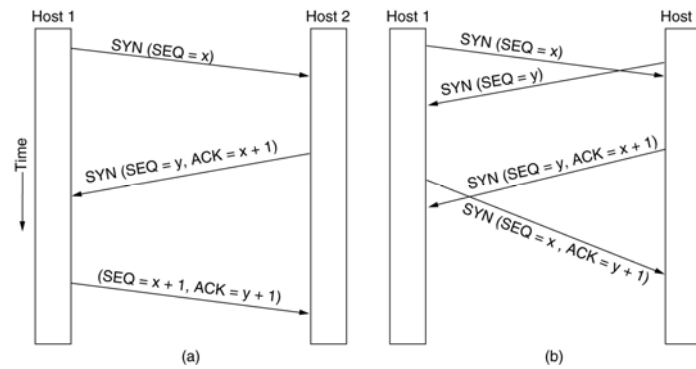 Host 1
Host 2
SYN (SEQ = x)
SYN (SEQ = y, ACK = x + 1)
(SEQ = x + 1, ACK = y + 1)
Time
(a)
Host 1
Host
SYN (SEQ = x)
SYN (SEQ = y)
SYN (SEQ = y, ACK = x + 1)
SYN (SEQ = x , ACK = y + 1)
(b)